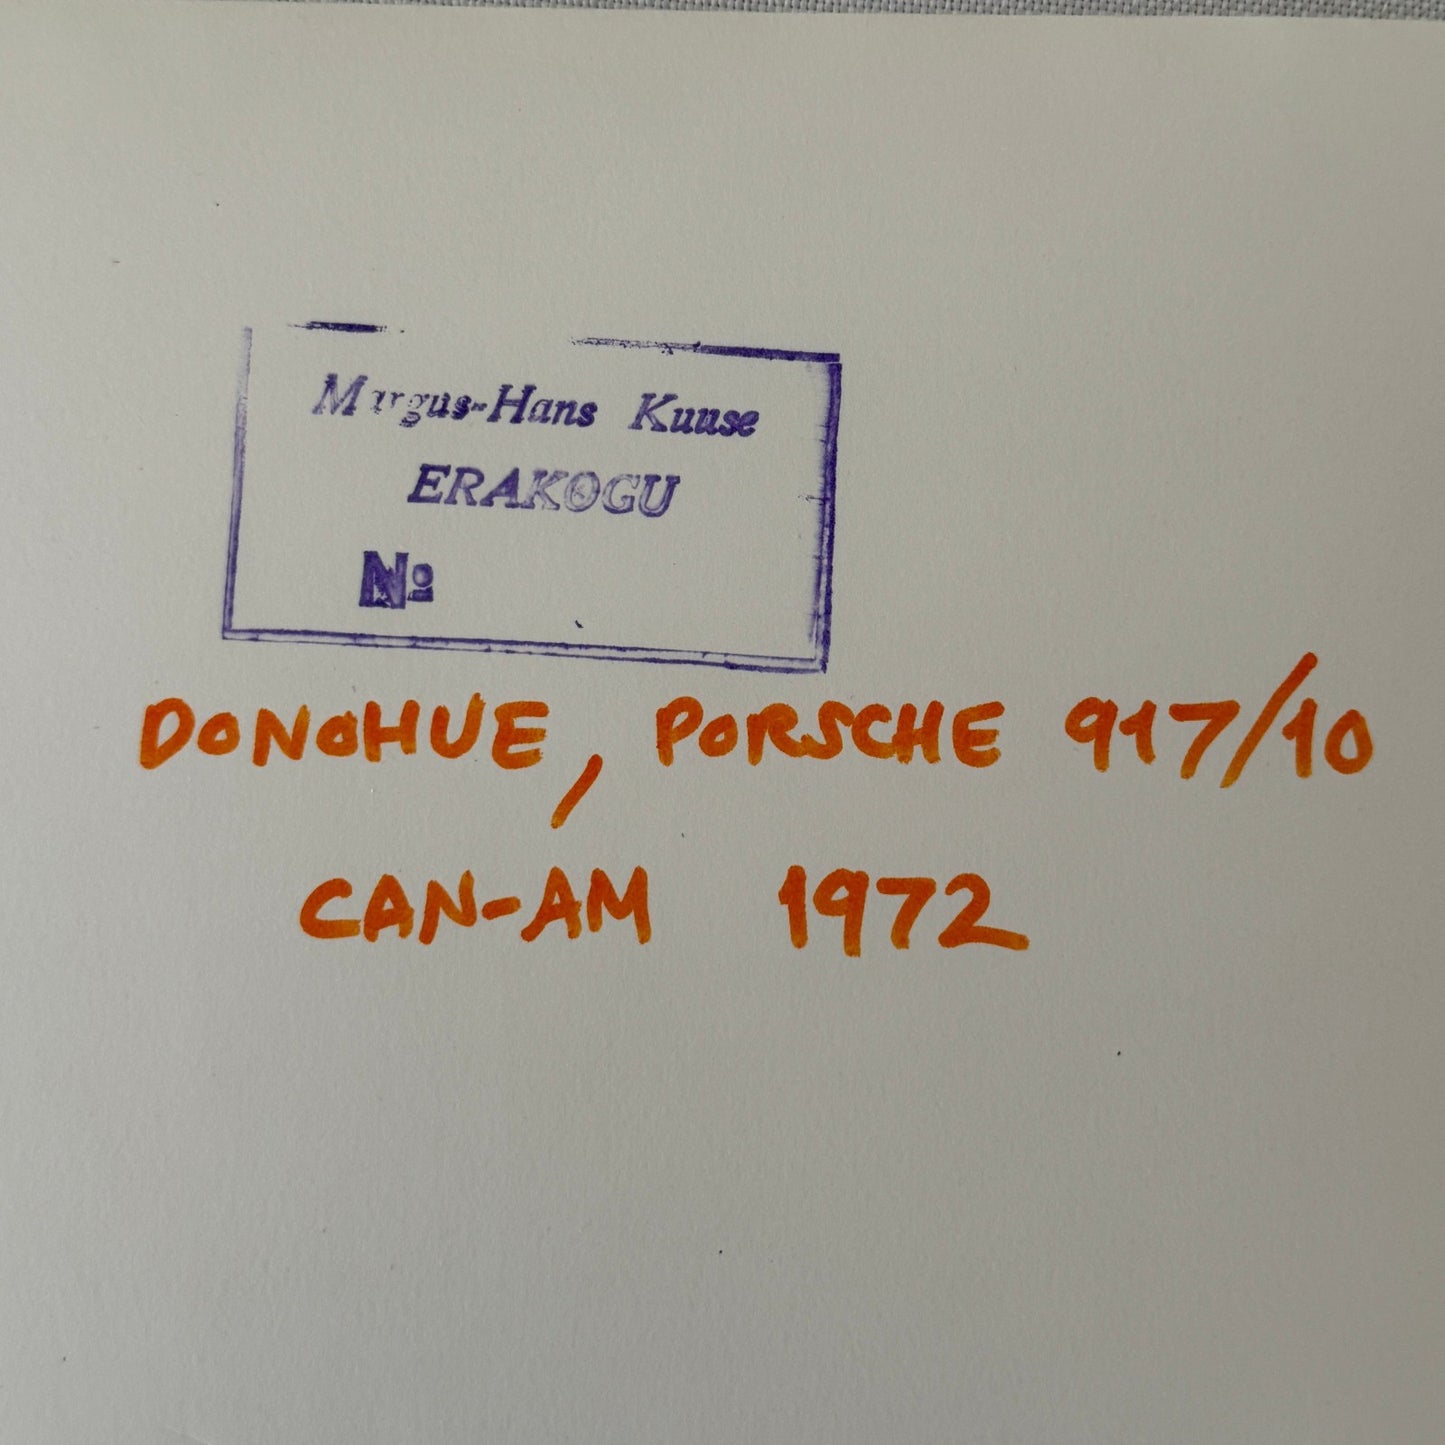 Margus-Hans Kuuse
ERAKOGU
№
DONOHUE, PORSCHE 917/10
CAN-AM 1972